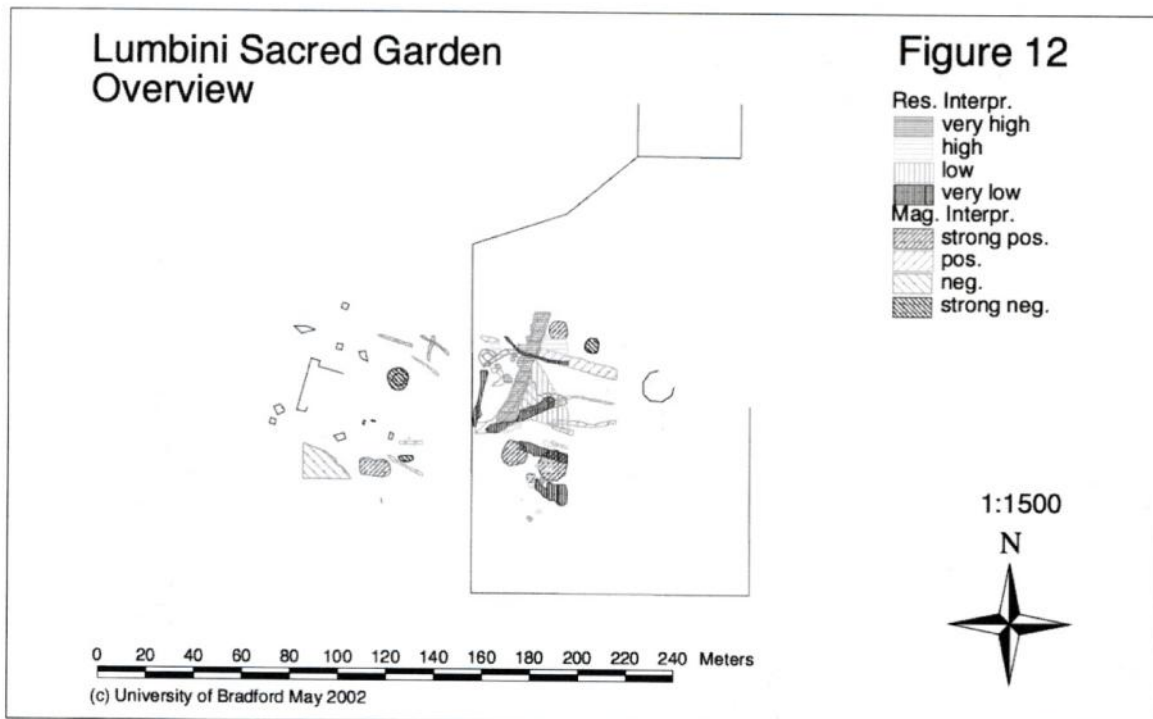 Lumbini Sacred Garden
Overview
Figure 12
Res. Interpr.
very high
high
low
very low
Mag. Interpr.
strong pos.
pos.
neg.
strong neg.
1:1500
N
0 20 40 60 80 100 120 140 160 180 200 220 240 Meters
(c) University of Bradford May 2002